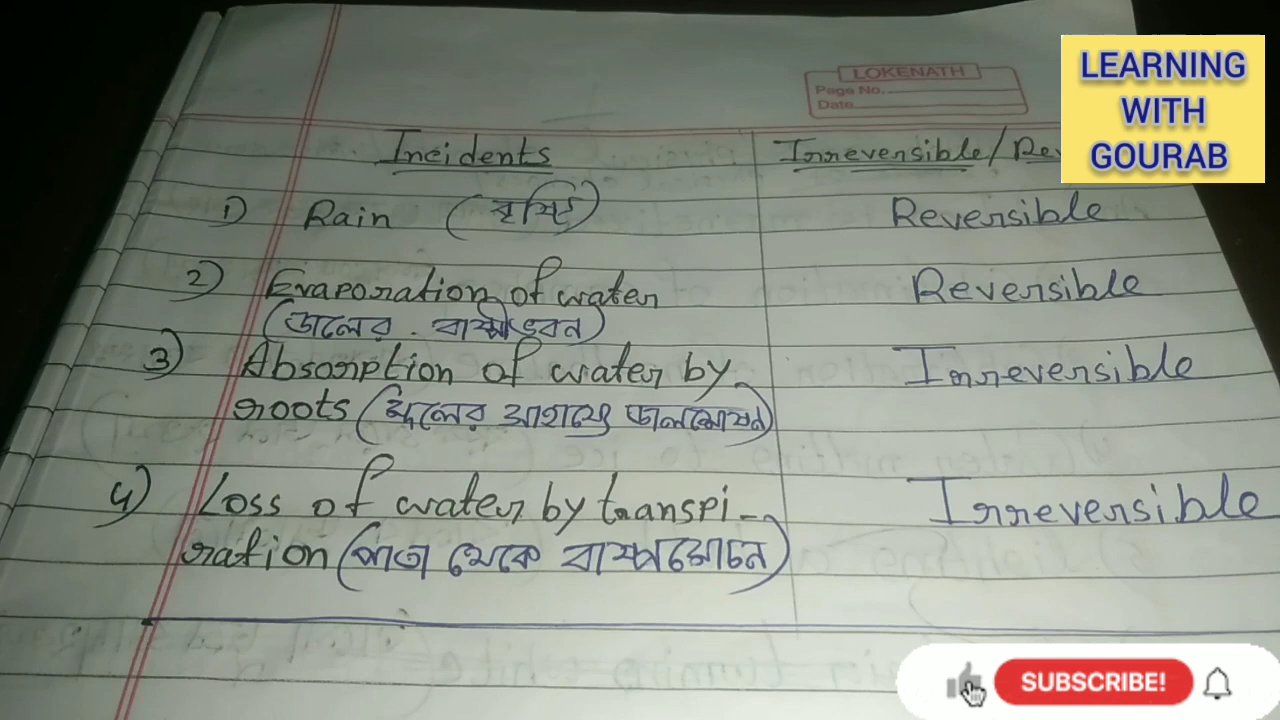 LEARNING
WITH
GOURAB
LOKENATH
Page No.
Date
Incidents Irreversible/Rev
1) Rain (বৃষ্টি) Reversible
2) Evaporation of water Reversible
(জলের বাষ্পীভবন)
3) Absorption of water by Irreversible
roots (মূলের সাহায্যে জলশোষন)
4) Loss of water by transpi- Irreversible
ration (পাতা থেকে বাষ্পমোচন)
SUBSCRIBE!